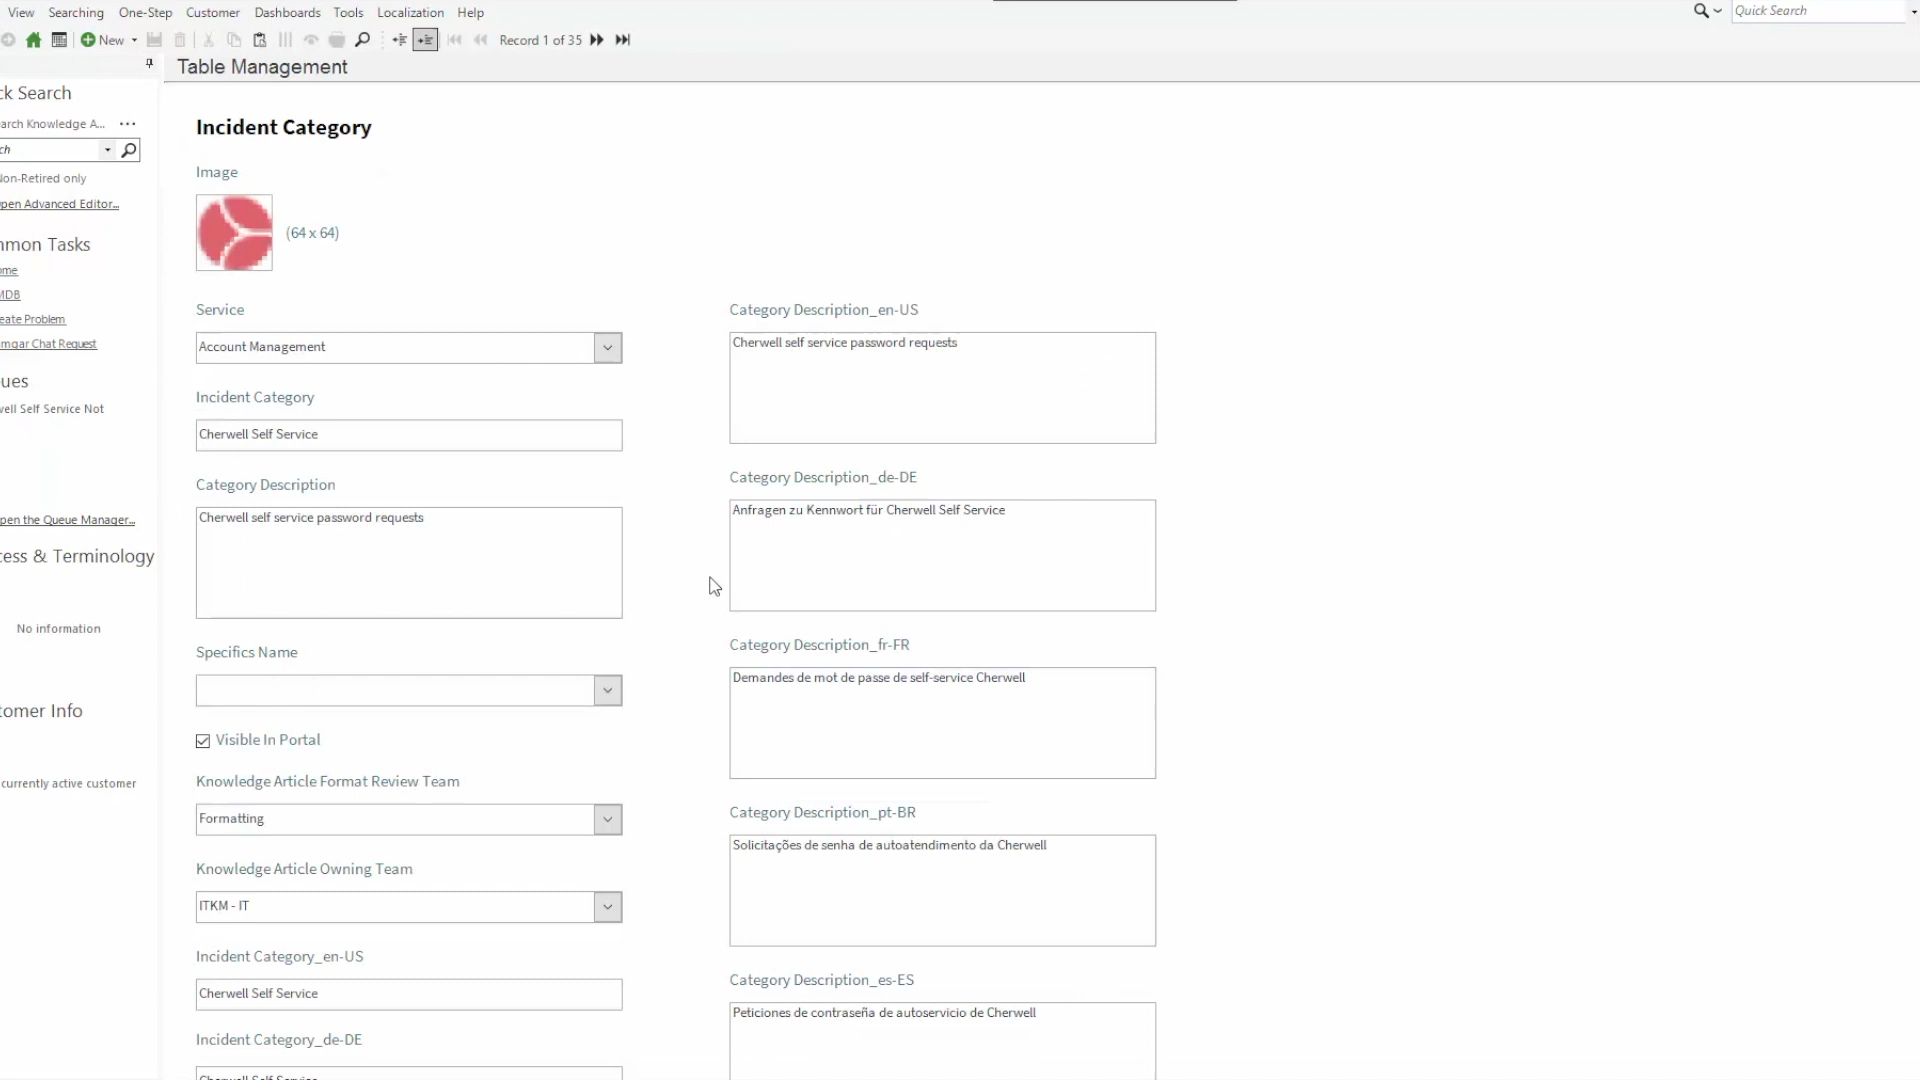 View Searching One-Step Customer Dashboards Tools Localization Help
Quick Search
New Record 1 of 35
Table Management
ck Search
arch Knowledge A...
ch
Non-Retired only
pen Advanced Editor...
mmon Tasks
ome
MDB
eate Problem
mgar Chat Request
ues
vell Self Service Not
pen the Queue Manager...
cess & Terminology
No information
tomer Info
currently active customer
Incident Category
Image
(64 x 64)
Service
Account Management
Incident Category
Cherwell Self Service
Category Description
Cherwell self service password requests
Specifics Name
Visible In Portal
Knowledge Article Format Review Team
Formatting
Knowledge Article Owning Team
ITKM - IT
Incident Category_en-US
Cherwell Self Service
Incident Category_de-DE
Cherwell Self Service
Category Description_en-US
Cherwell self service password requests
Category Description_de-DE
Anfragen zu Kennwort für Cherwell Self Service
Category Description_fr-FR
Demandes de mot de passe de self-service Cherwell
Category Description_pt-BR
Solicitações de senha de autoatendimento da Cherwell
Category Description_es-ES
Peticiones de contraseña de autoservicio de Cherwell